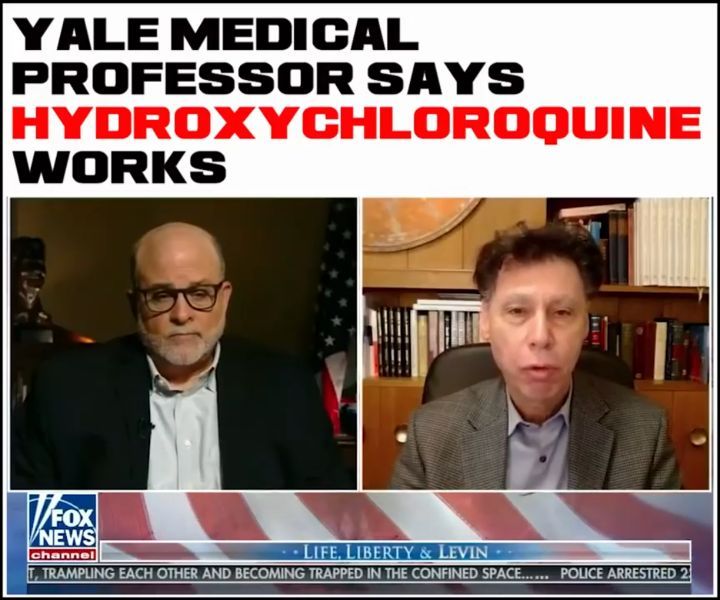 YALE MEDICAL
PROFESSOR SAYS
HYDROXYCHLOROQUINE
WORKS
FOX
NEWS
channel
LIFE, LIBERTY & LEVIN
T, TRAMPLING EACH OTHER AND BECOMING TRAPPED IN THE CONFINED SPACE...... POLICE ARRESTRED